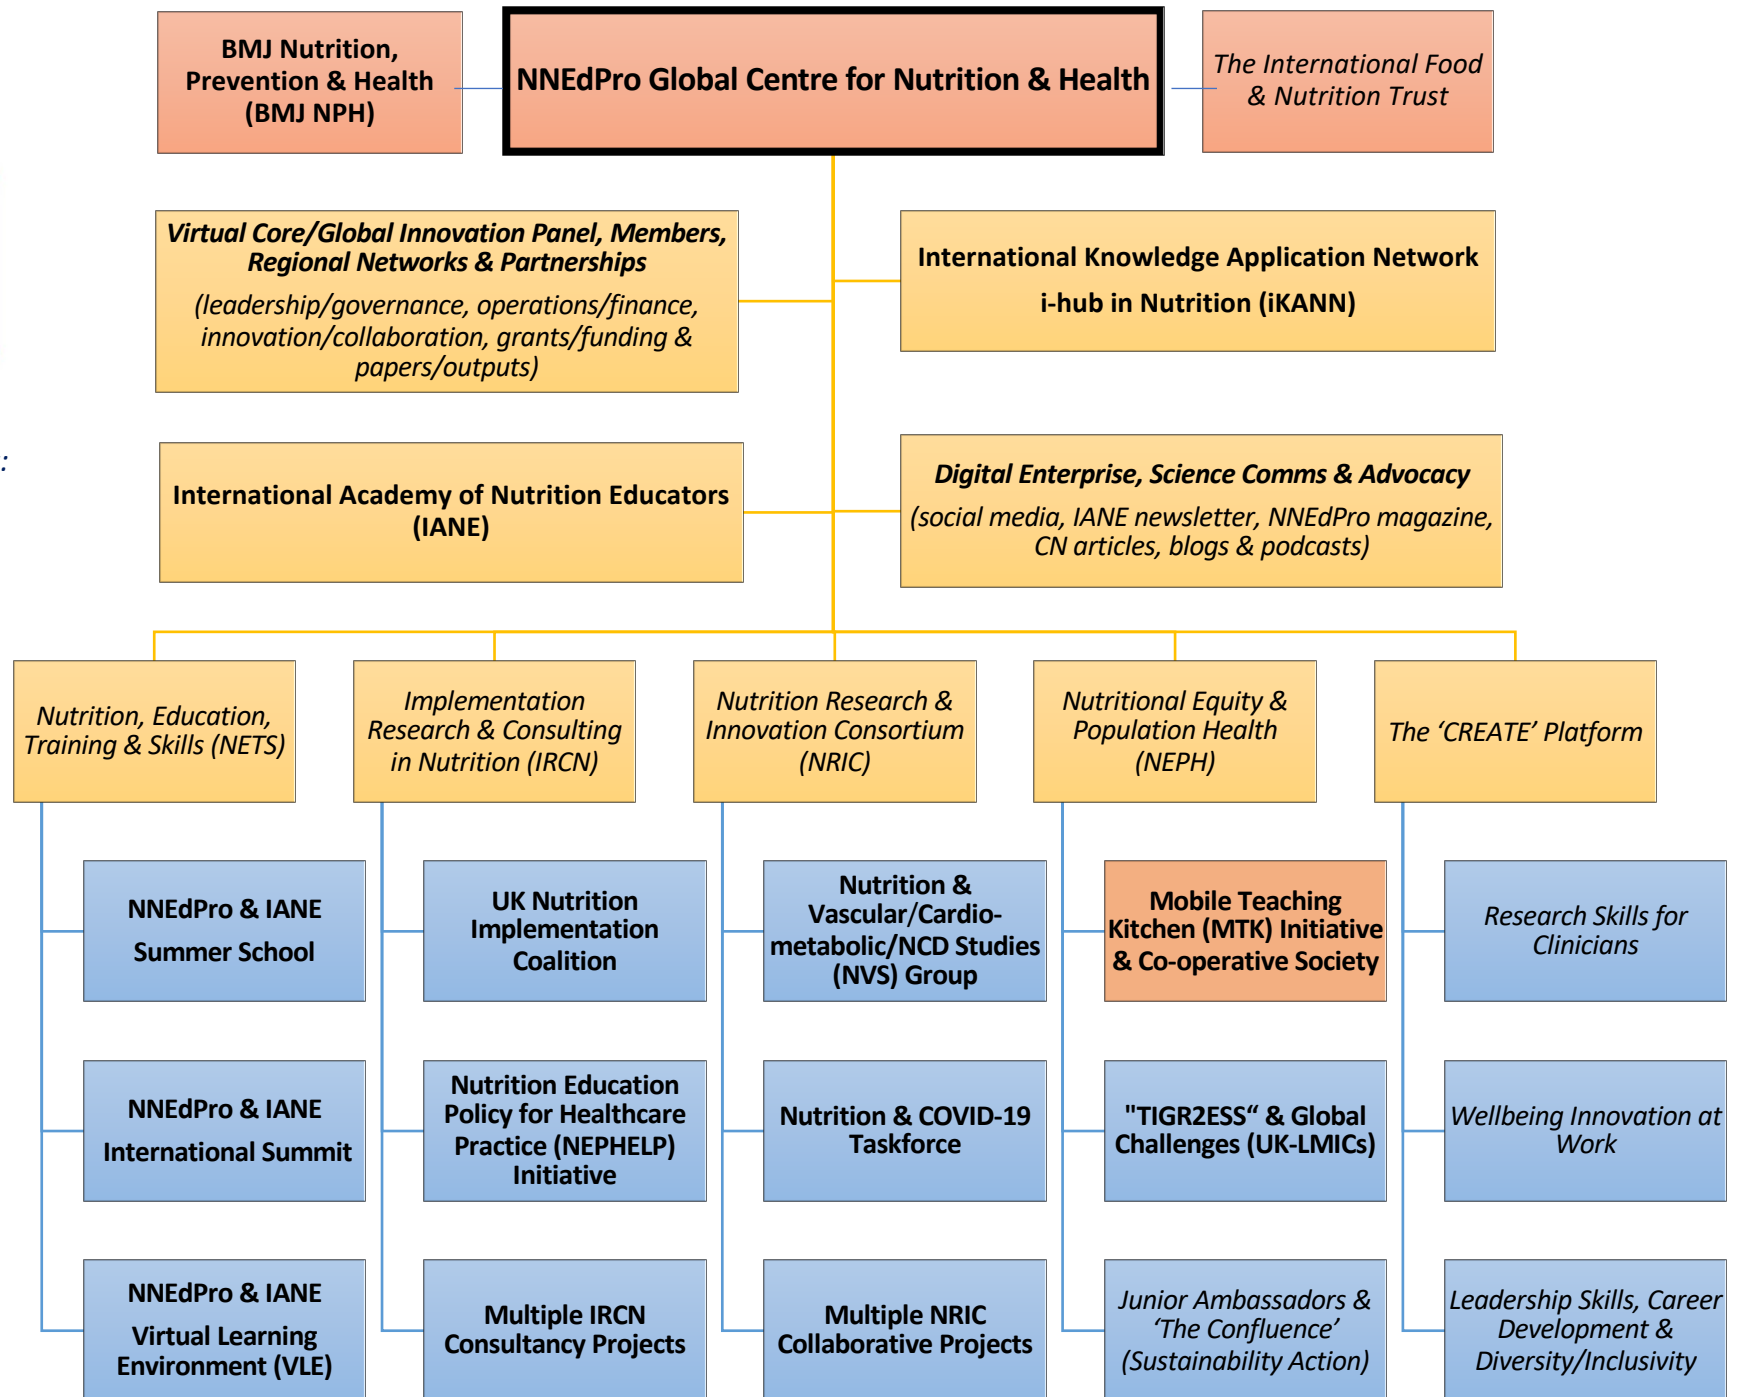 BMJ Nutrition,
Prevention & Health
(BMJ NPH)
NNEdPro Global Centre for Nutrition & Health
The International Food
& Nutrition Trust
Virtual Core/Global Innovation Panel, Members,
Regional Networks & Partnerships
(leadership/governance, operations/finance,
innovation/collaboration, grants/funding &
papers/outputs)
International Knowledge Application Network
i-hub in Nutrition (iKANN)
:
International Academy of Nutrition Educators
(IANE)
Digital Enterprise, Science Comms & Advocacy
(social media, IANE newsletter, NNEdPro magazine,
CN articles, blogs & podcasts)
Nutrition, Education,
Training & Skills (NETS)
Implementation
Research & Consulting
in Nutrition (IRCN)
Nutrition Research &
Innovation Consortium
(NRIC)
Nutritional Equity &
Population Health
(NEPH)
The ‘CREATE’ Platform
NNEdPro & IANE
Summer School
UK Nutrition
Implementation
Coalition
Nutrition &
Vascular/Cardio-
metabolic/NCD Studies
(NVS) Group
Mobile Teaching
Kitchen (MTK) Initiative
& Co-operative Society
Research Skills for
Clinicians
NNEdPro & IANE
International Summit
Nutrition Education
Policy for Healthcare
Practice (NEPHELP)
Initiative
Nutrition & COVID-19
Taskforce
"TIGR2ESS“ & Global
Challenges (UK-LMICs)
Wellbeing Innovation at
Work
NNEdPro & IANE
Virtual Learning
Environment (VLE)
Multiple IRCN
Consultancy Projects
Multiple NRIC
Collaborative Projects
Junior Ambassadors &
‘The Confluence’
(Sustainability Action)
Leadership Skills, Career
Development &
Diversity/Inclusivity